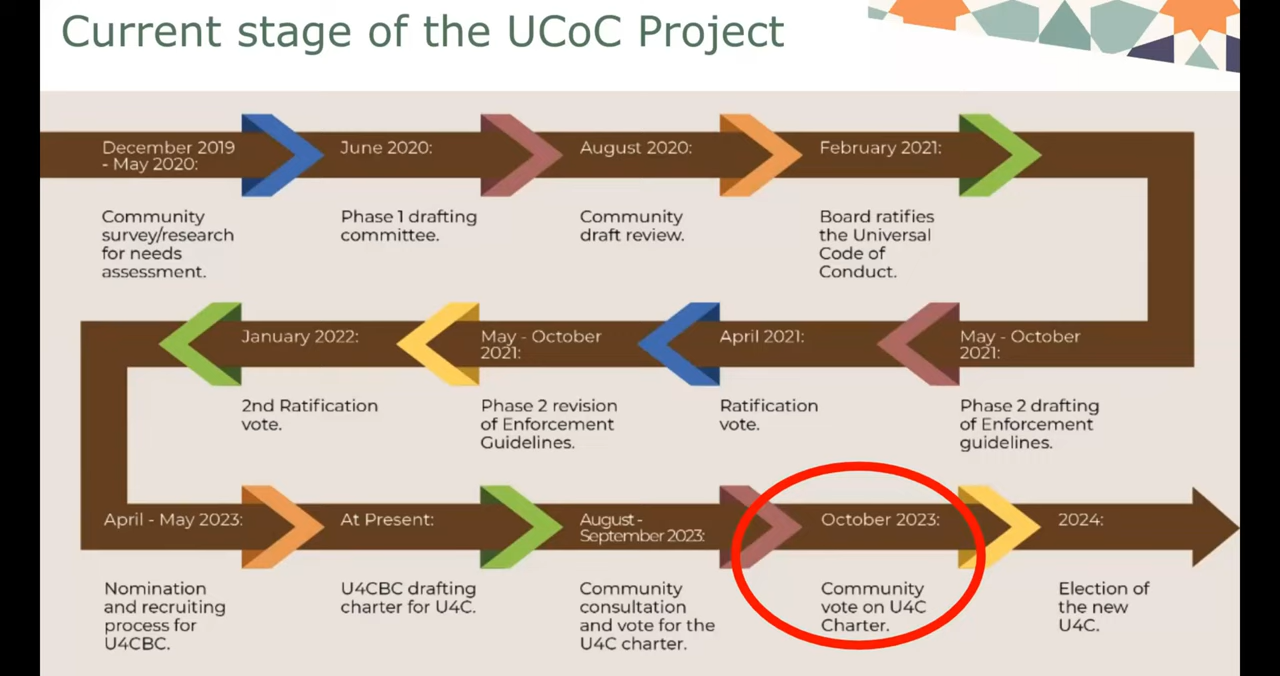 Current stage of the UCoC Project
December 2019
- May 2020:
Community
survey/research
for needs
assessment.
June 2020:
Phase 1 drafting
committee.
August 2020:
Community
draft review.
February 2021:
Board ratifies
the Universal
Code of
Conduct.
May - October
2021:
Phase 2 drafting
of Enforcement
guidelines.
April 2021:
Ratification
vote.
May - October
2021:
Phase 2 revision
of Enforcement
Guidelines.
January 2022:
2nd Ratification
vote.
April - May 2023:
Nomination
and recruiting
process for
U4CBC.
At Present:
U4CBC drafting
charter for U4C.
August -
September 2023:
Community
consultation
and vote for the
U4C charter.
October 2023:
Community
vote on U4C
Charter.
2024:
Election of
the new
U4C.